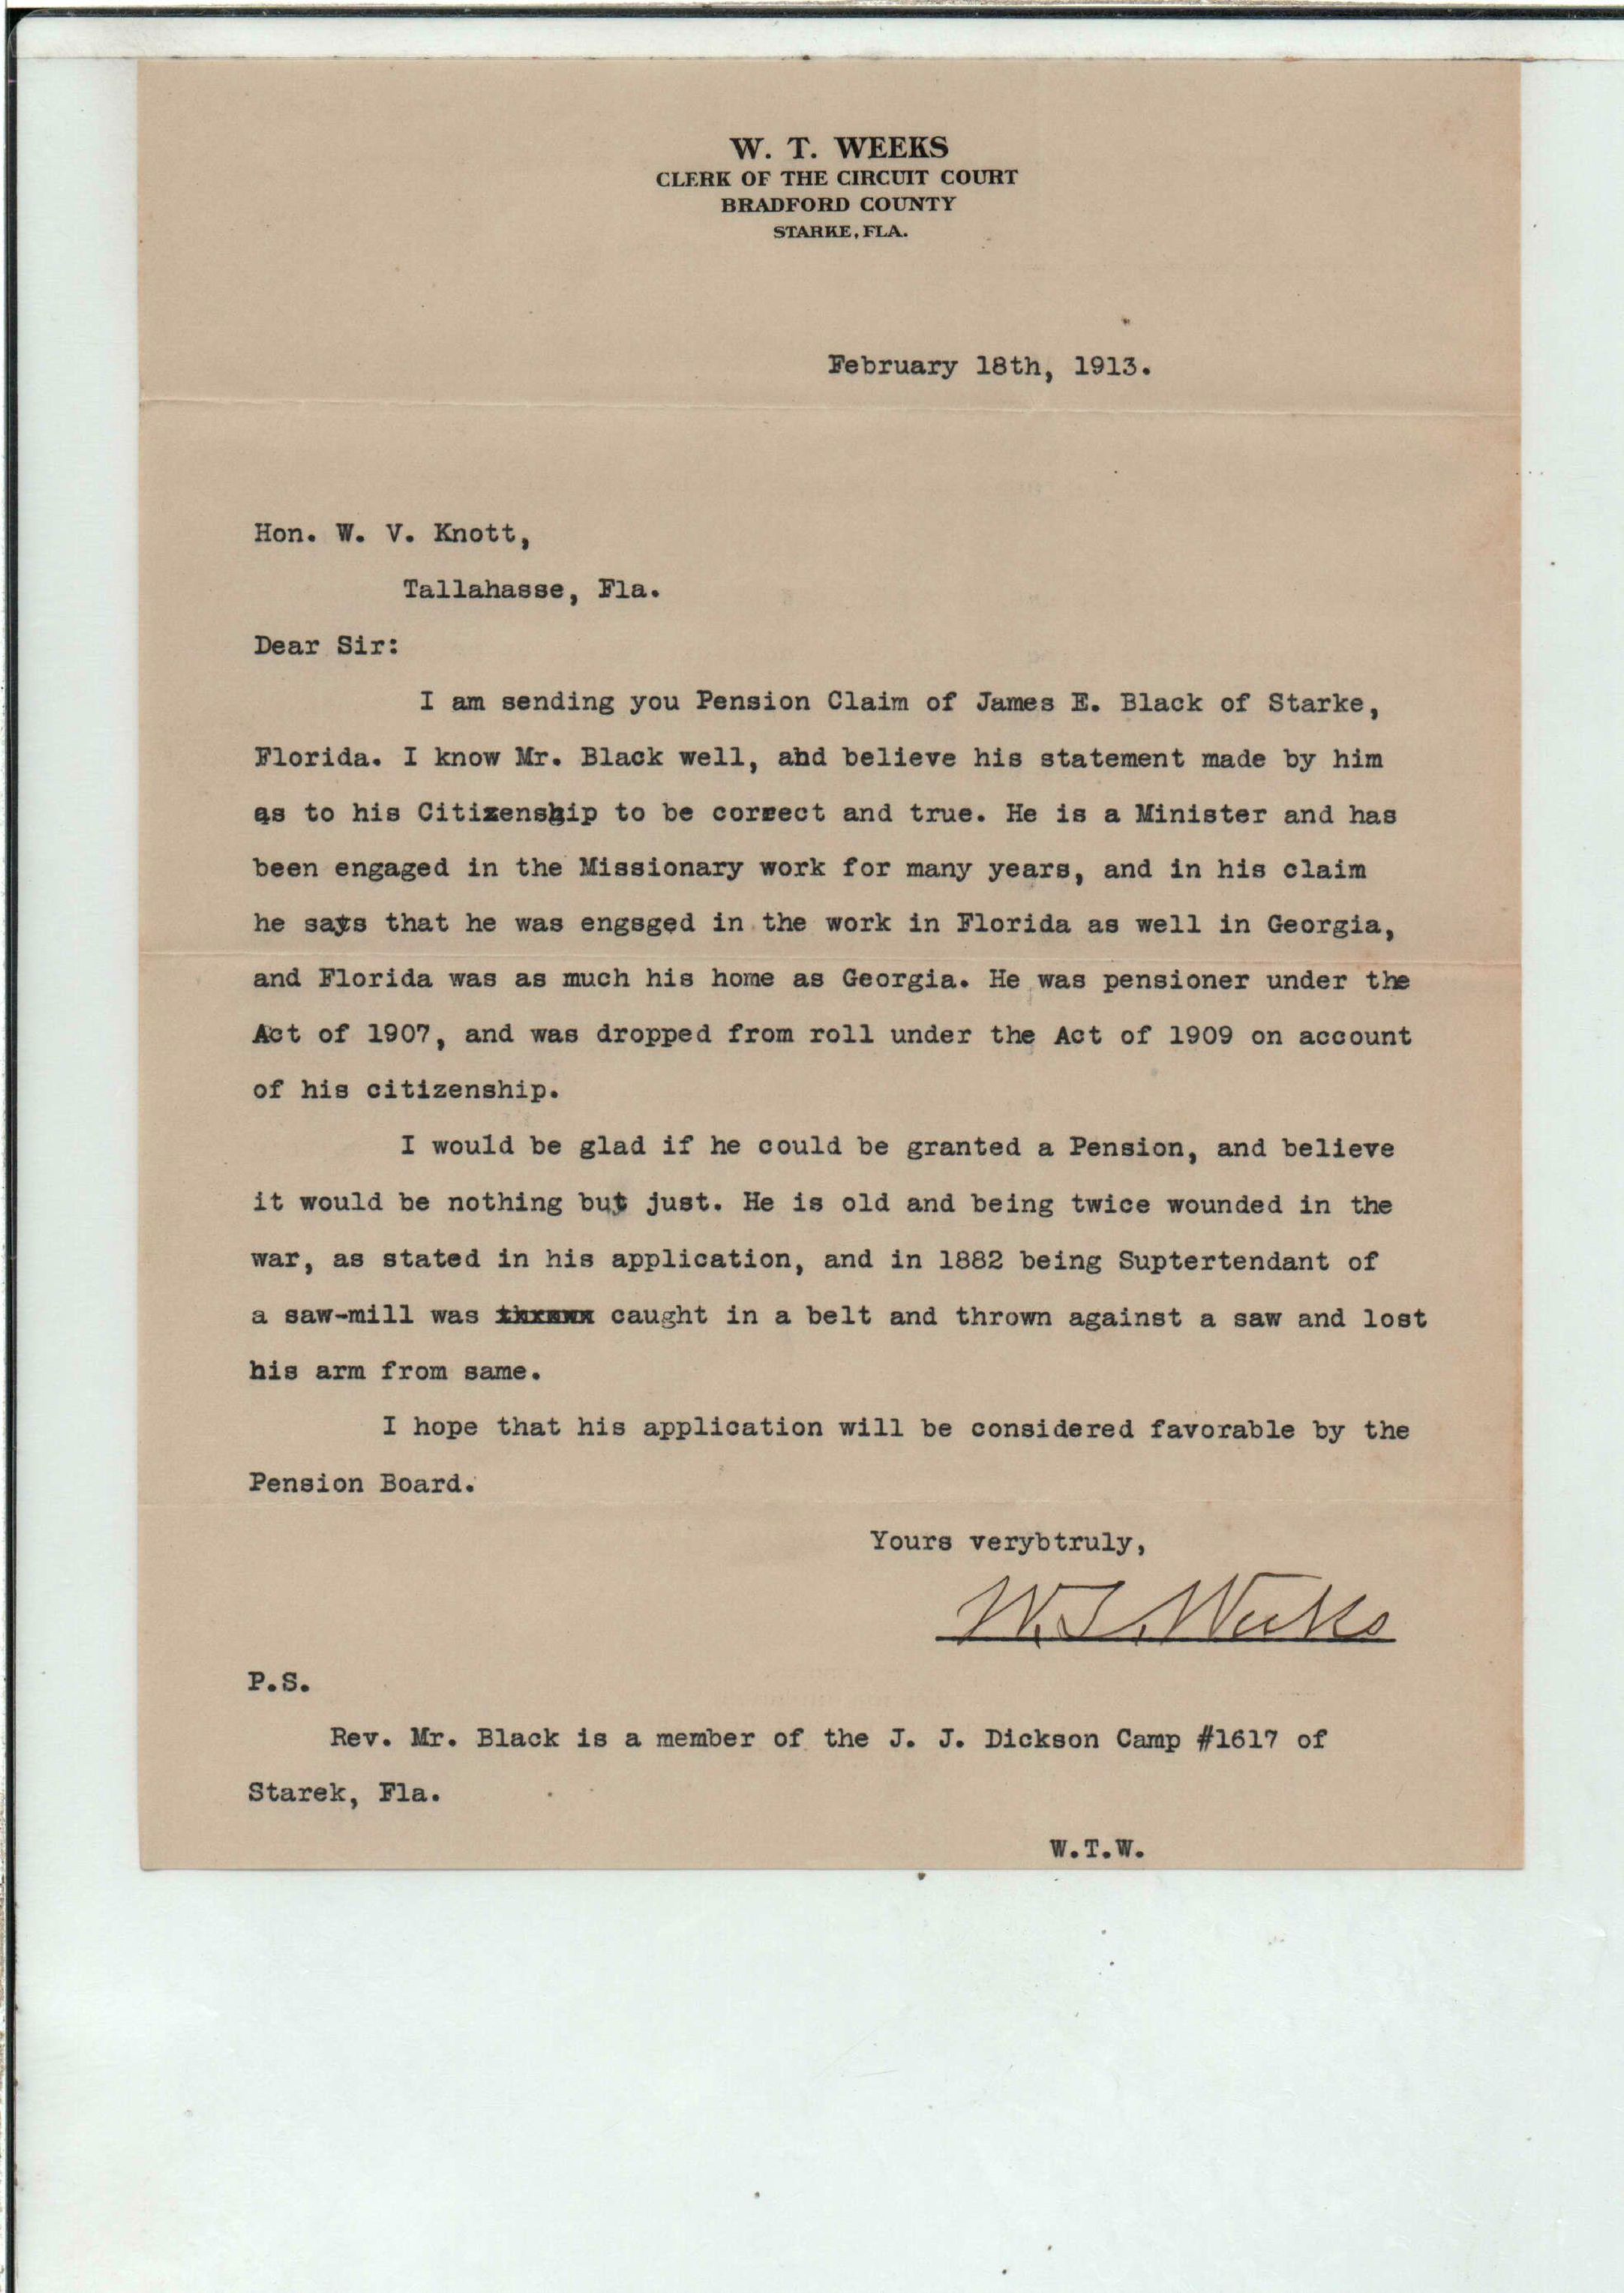 W. T. WEEKS
CLERK OF THE CIRCUIT COURT
BRADFORD COUNTY
STARKE, FLA.
February 18th, 1913.
Hon. W. V. Knott,
Tallahasse, Fla.
Dear Sir:
I am sending you Pension Claim of James E. Black of Starke,
Florida. I know Mr. Black well, and believe his statement made by him
as to his Citizenship to be correct and true. He is a Minister and has
been engaged in the Missionary work for many years, and in his claim
he says that he was engsged in the work in Florida as well in Georgia,
and Florida was as much his home as Georgia. He was pensioner under the
Act of 1907, and was dropped from roll under the Act of 1909 on account
of his citizenship.
I would be glad if he could be granted a Pension, and believe
it would be nothing but just. He is old and being twice wounded in the
war, as stated in his application, and in 1882 being Suptertendant of
a saw-mill was caught in a belt and thrown against a saw and lost
his arm from same.
I hope that his application will be considered favorable by the
Pension Board.
Yours verybtruly,
W.T. Weeks
P.S.
Rev. Mr. Black is a member of the J. J. Dickson Camp #1617 of
Starek, Fla.
W.T.W.